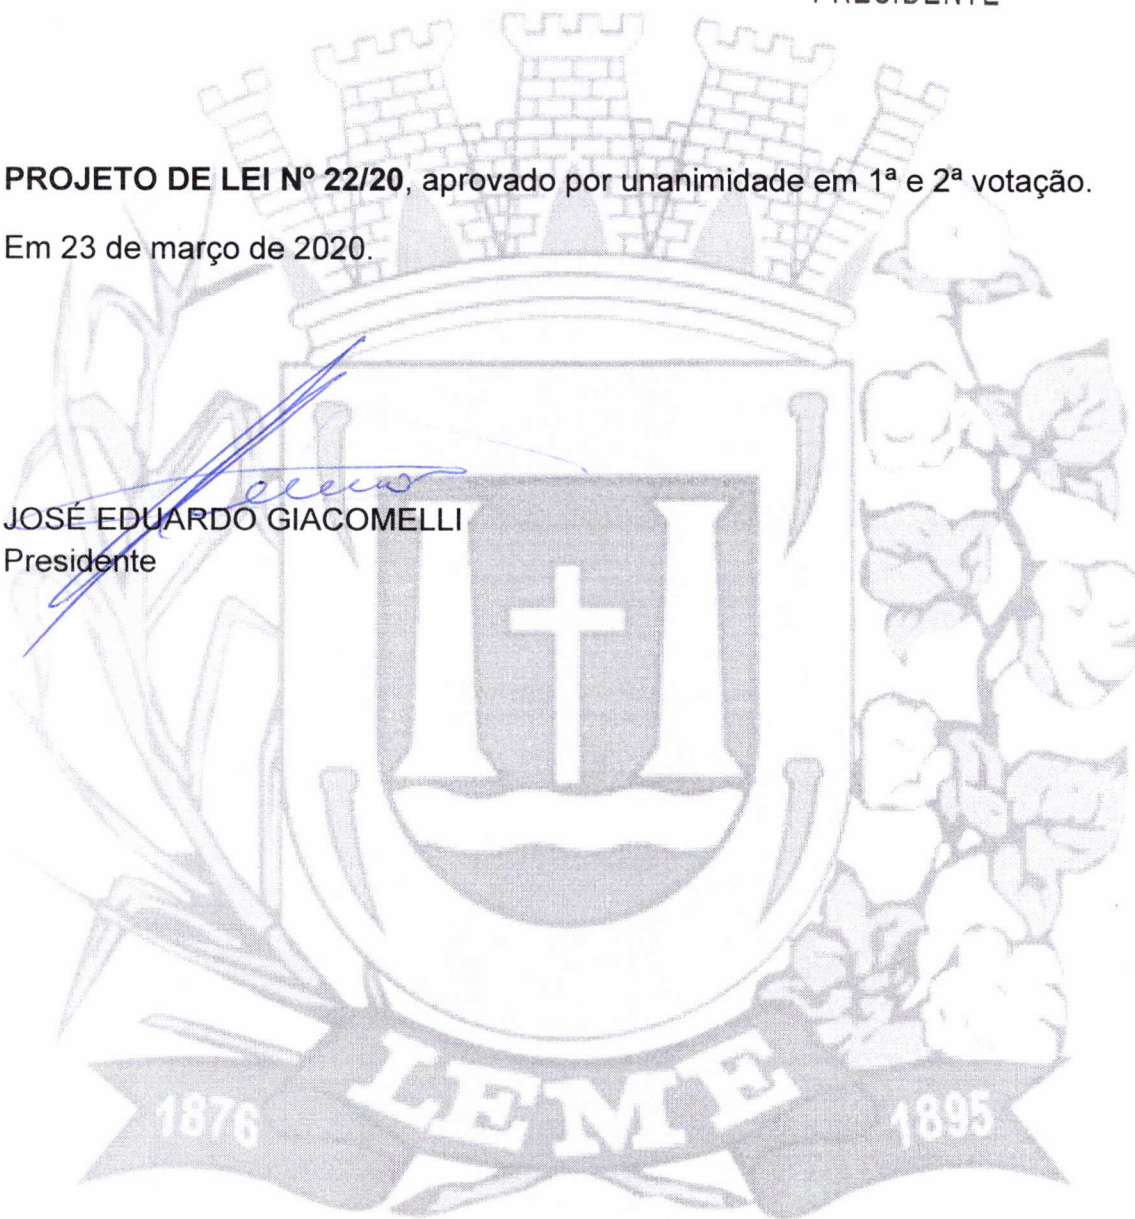 PRESIDENTE
PROJETO DE LEI Nº 22/20, aprovado por unanimidade em 1ª e 2ª votação.
Em 23 de março de 2020.
JOSÉ EDUARDO GIACOMELLI
Presidente
1876
LEME
1895